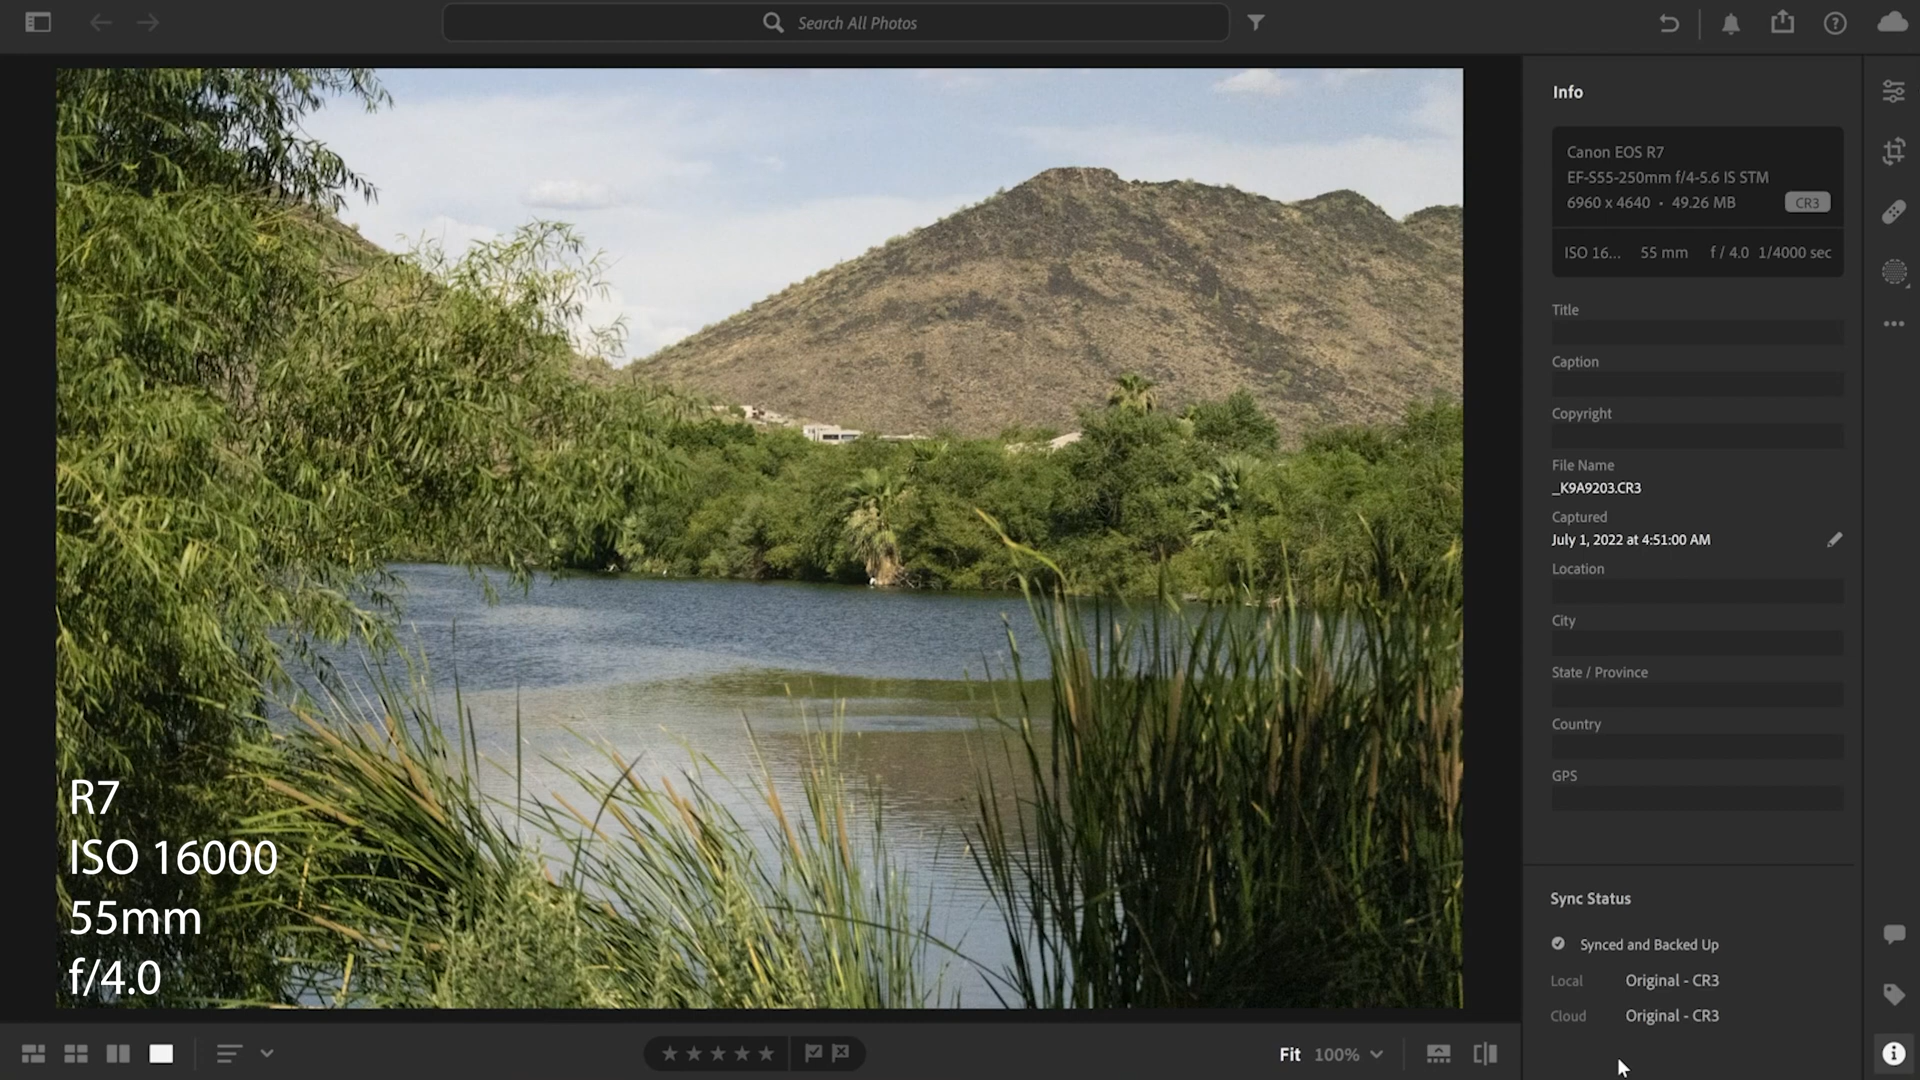 Search All Photos
Info
Canon EOS R7
EF-S55-250mm f/4-5.6 IS STM
6960 x 4640 • 49.26 MB
CR3
ISO 16... 55 mm f / 4.0 1/4000 sec
Title
Caption
Copyright
File Name
_K9A9203.CR3
Captured
July 1, 2022 at 4:51:00 AM
Location
City
State / Province
Country
GPS
R7
ISO 16000
55mm
f/4.0
Sync Status
Synced and Backed Up
Local Original - CR3
Cloud Original - CR3
Fit 100%